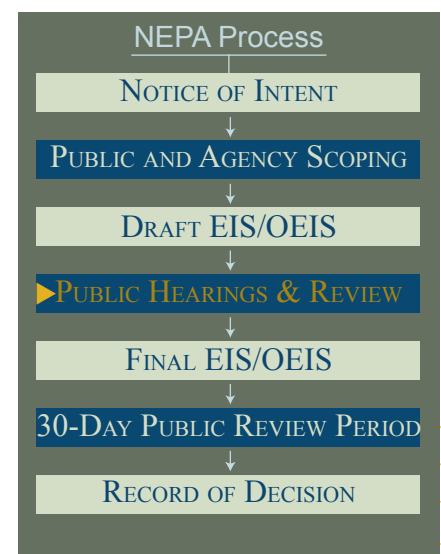 NEPA Process
Notice of Intent
Public and Agency Scoping
Draft EIS/OEIS
Public Hearings & Review
Final EIS/OEIS
30-Day Public Review Period
Record of Decision